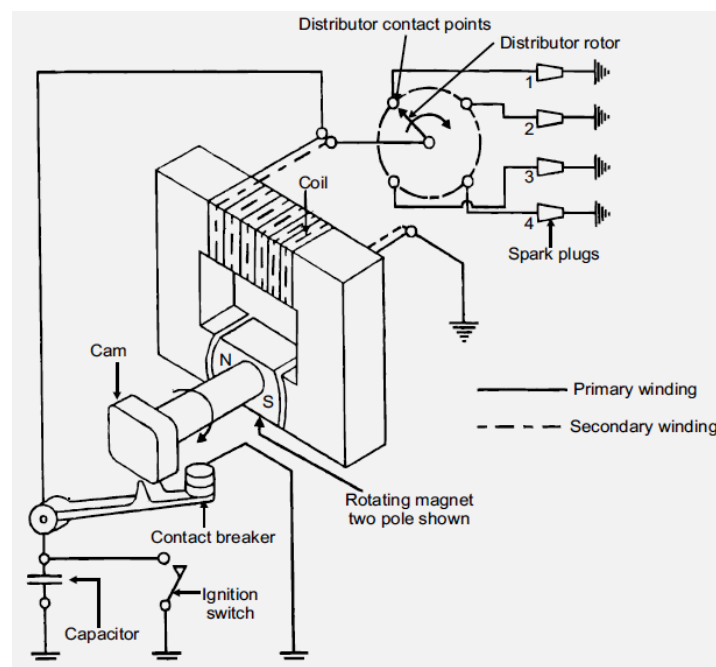 Distributor contact points
Distributor rotor
1
2
3
4
Spark plugs
Coil
Cam
N
S
Primary winding
Secondary winding
Rotating magnet
two pole shown
Contact breaker
Ignition
switch
Capacitor